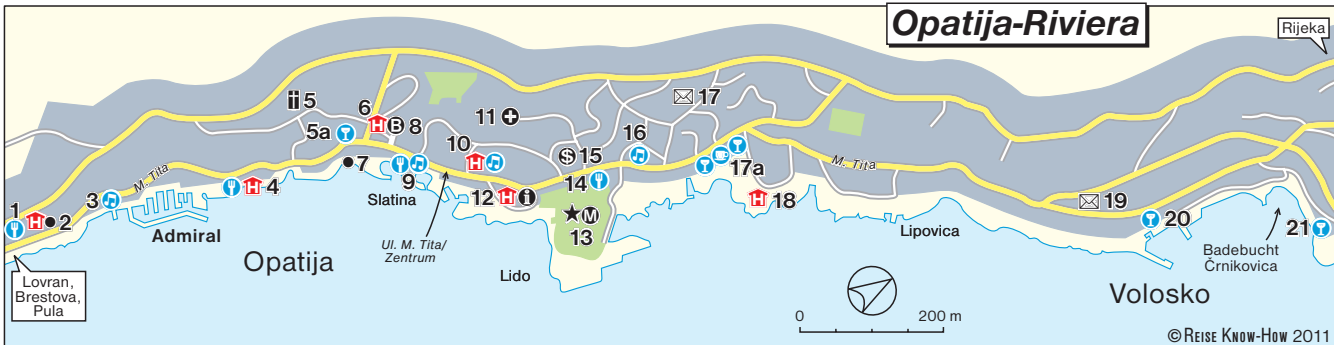 Opatija-Riviera
Rijeka
ii 5
6
B 8
5a
7
11
10
16
17
$ 15
14
9
Slatina
12
i
M
13
17a
18
M. Tita
M. Tita
3
4
1
2
Admiral
Ul. M. Tita/
Zentrum
Opatija
Lido
Lovran,
Brestova,
Pula
Lipovica
19
20
21
Badebucht
Črnikovica
Volosko
0 200 m
© REISE KNOW-HOW 2011
H
H
H
H
H
H